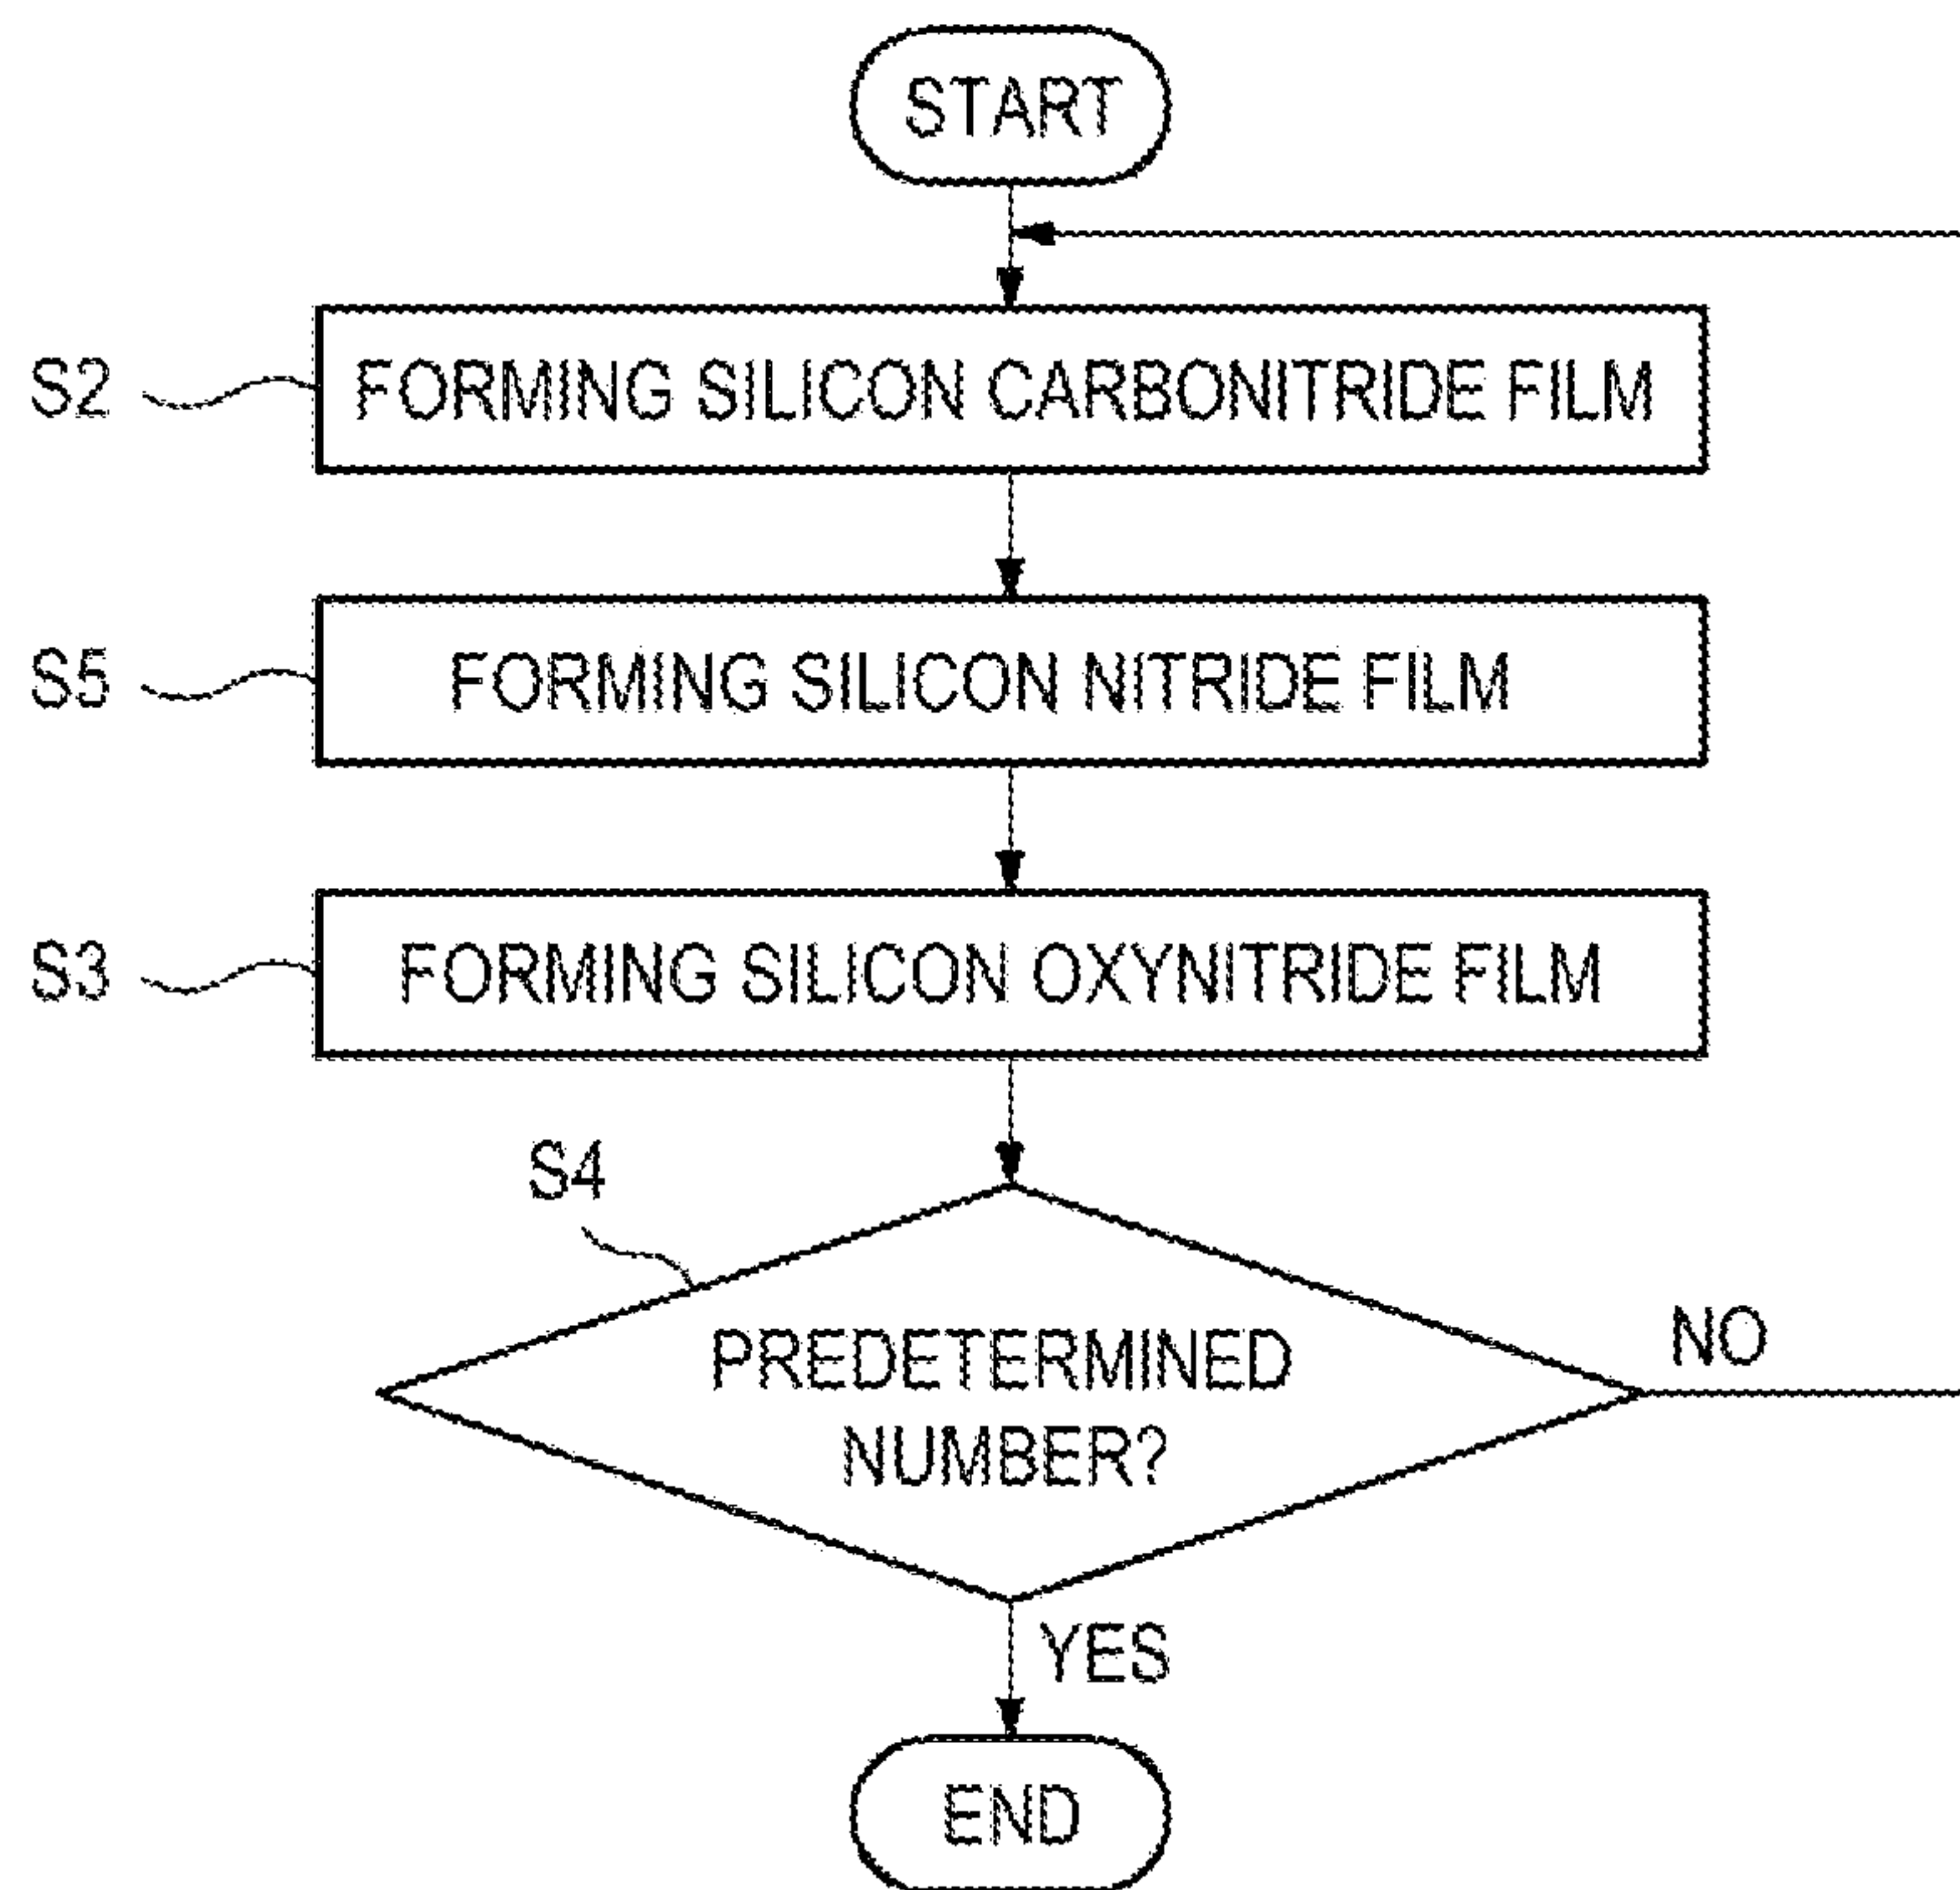 START
S2 FORMING SILICON CARBONITRIDE FILM
S5 FORMING SILICON NITRIDE FILM
S3 FORMING SILICON OXYNITRIDE FILM
S4
PREDETERMINED
NUMBER?
NO
YES
END